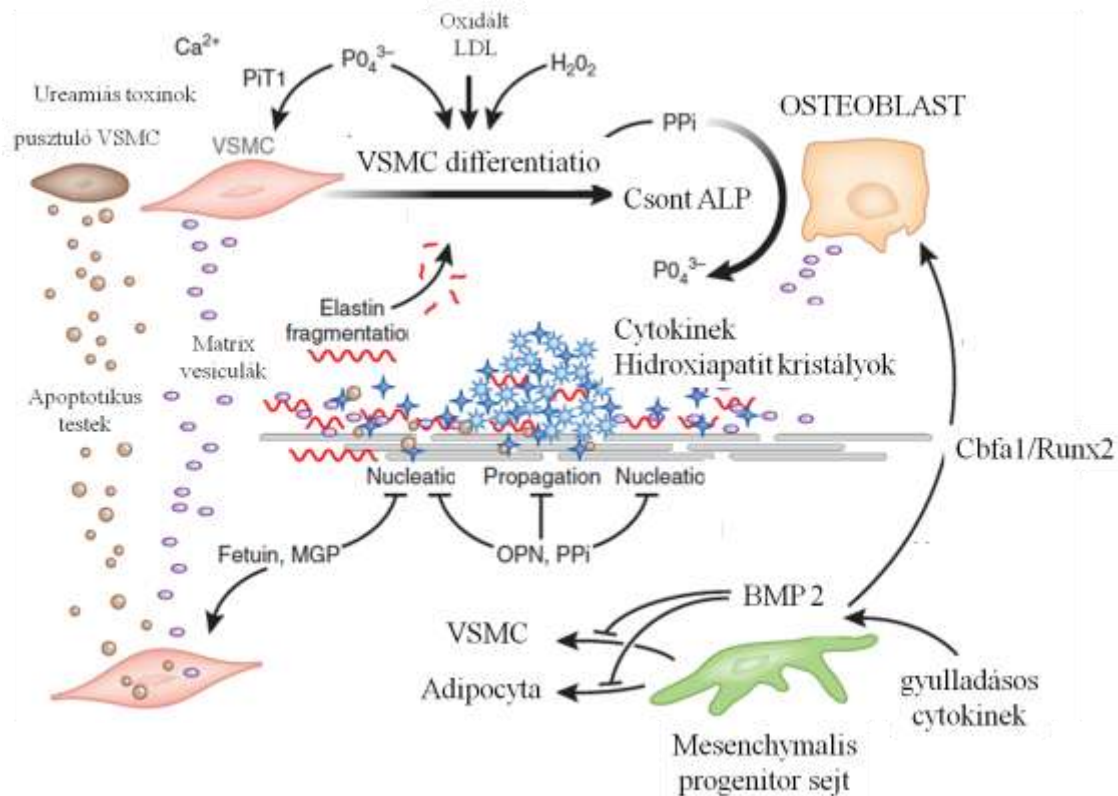 Ca²⁺
PiT1
PO₄³⁻
Oxidált
LDL
H₂O₂
Ureamiás toxinok
pusztuló VSMC
VSMC
VSMC differentiatio
PPi
OSTEOBLAST
Csont ALP
PO₄³⁻
Elastin
fragmentatio
Matrix
vesiculák
Cytokinek
Hidroxiapatit kristályok
Apoptotikus
testek
Nucleatic
Propagation
Nucleatic
Cbfa1/Runx2
Fetuin, MGP
OPN, PPi
BMP 2
VSMC
Adipocyta
gyulladásos
cytokinek
Mesenchymalis
progenitor sejt